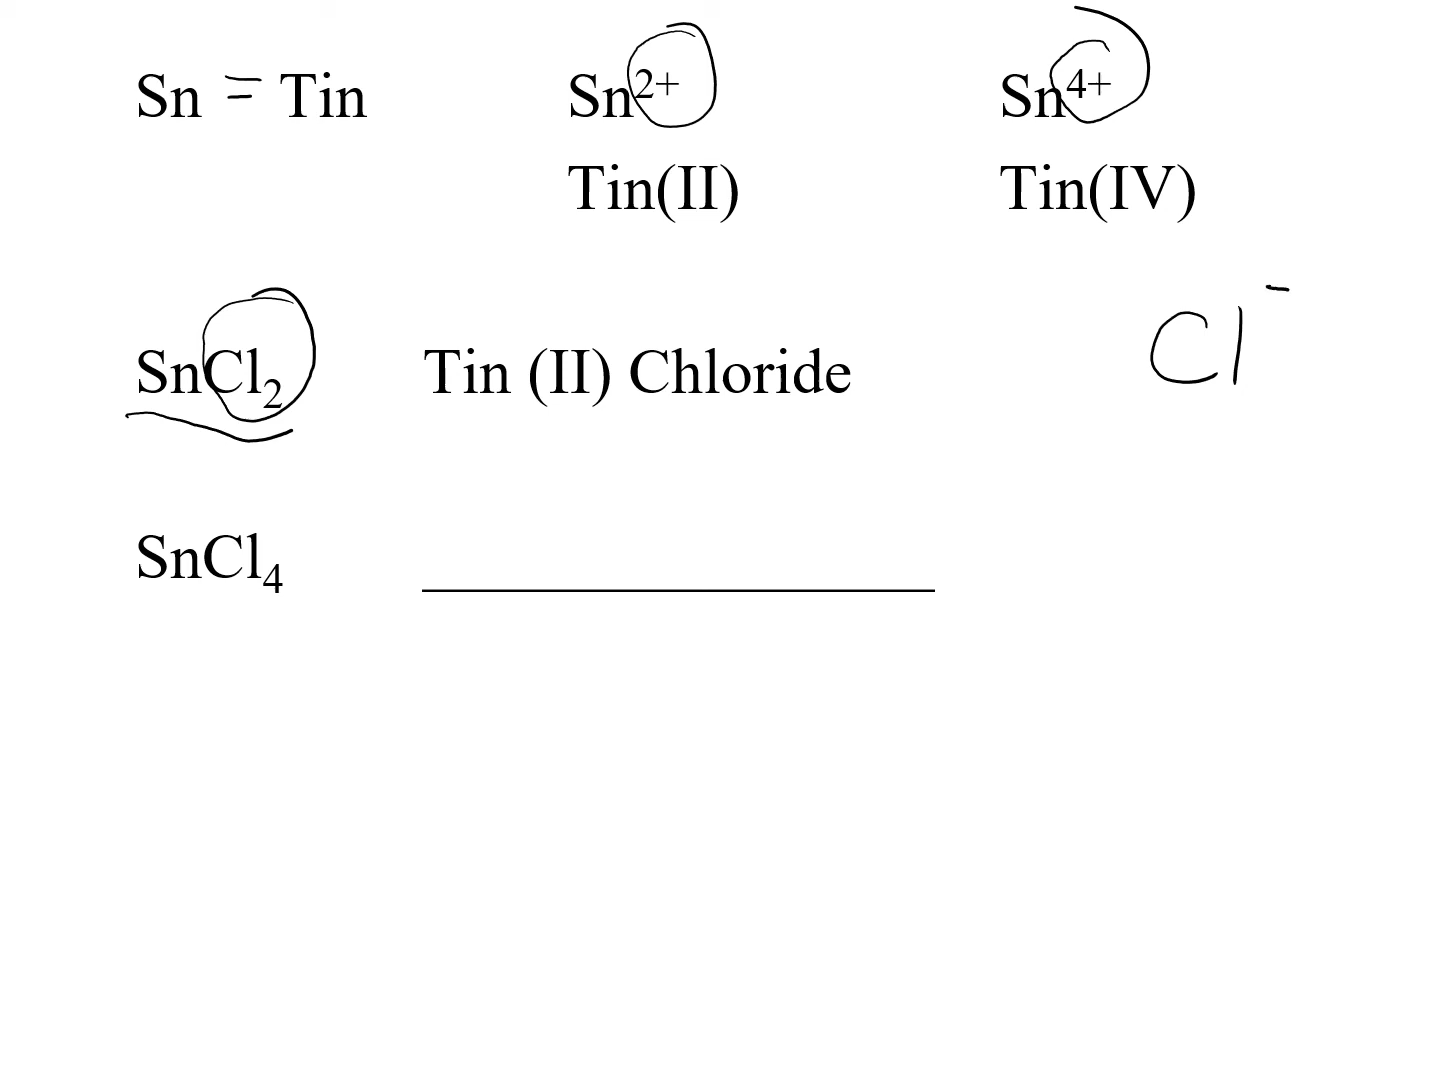 Sn = Tin Sn²⁺ Sn⁴⁺
Tin(II) Tin(IV)
Cl⁻
SnCl₂ Tin (II) Chloride
SnCl₄